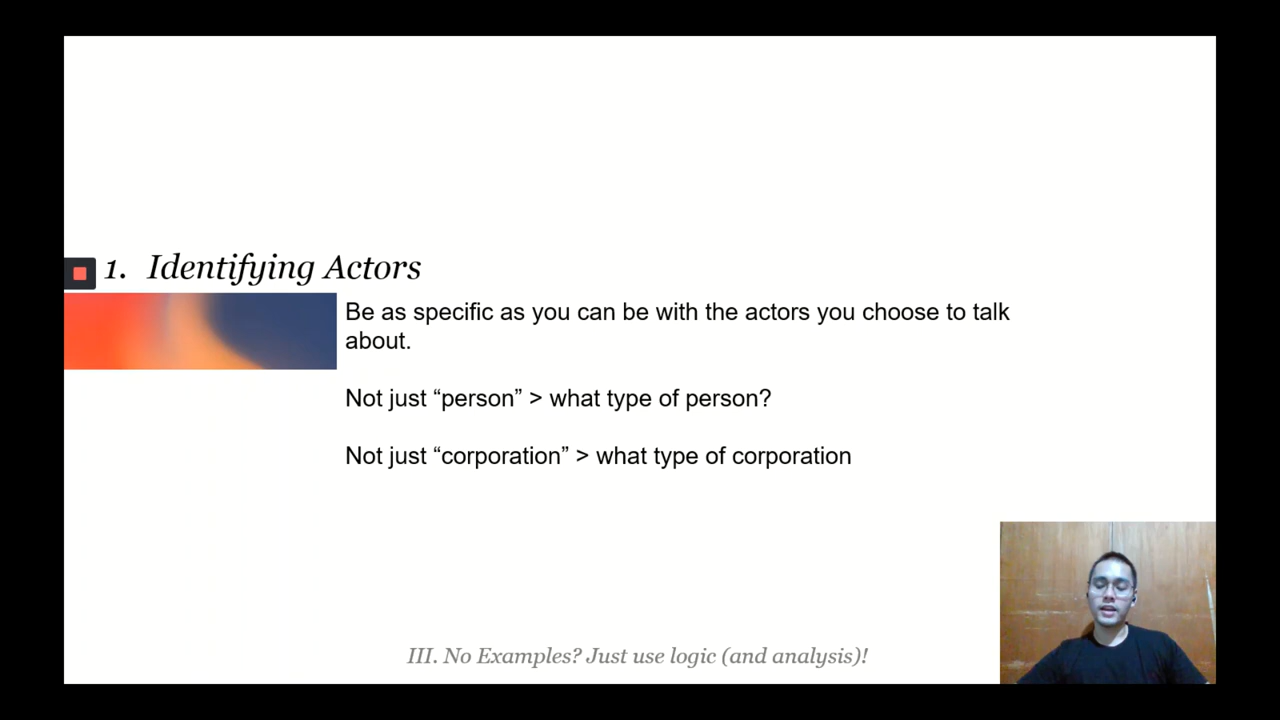 1. Identifying Actors
Be as specific as you can be with the actors you choose to talk
about.
Not just “person” > what type of person?
Not just “corporation” > what type of corporation
III. No Examples? Just use logic (and analysis)!